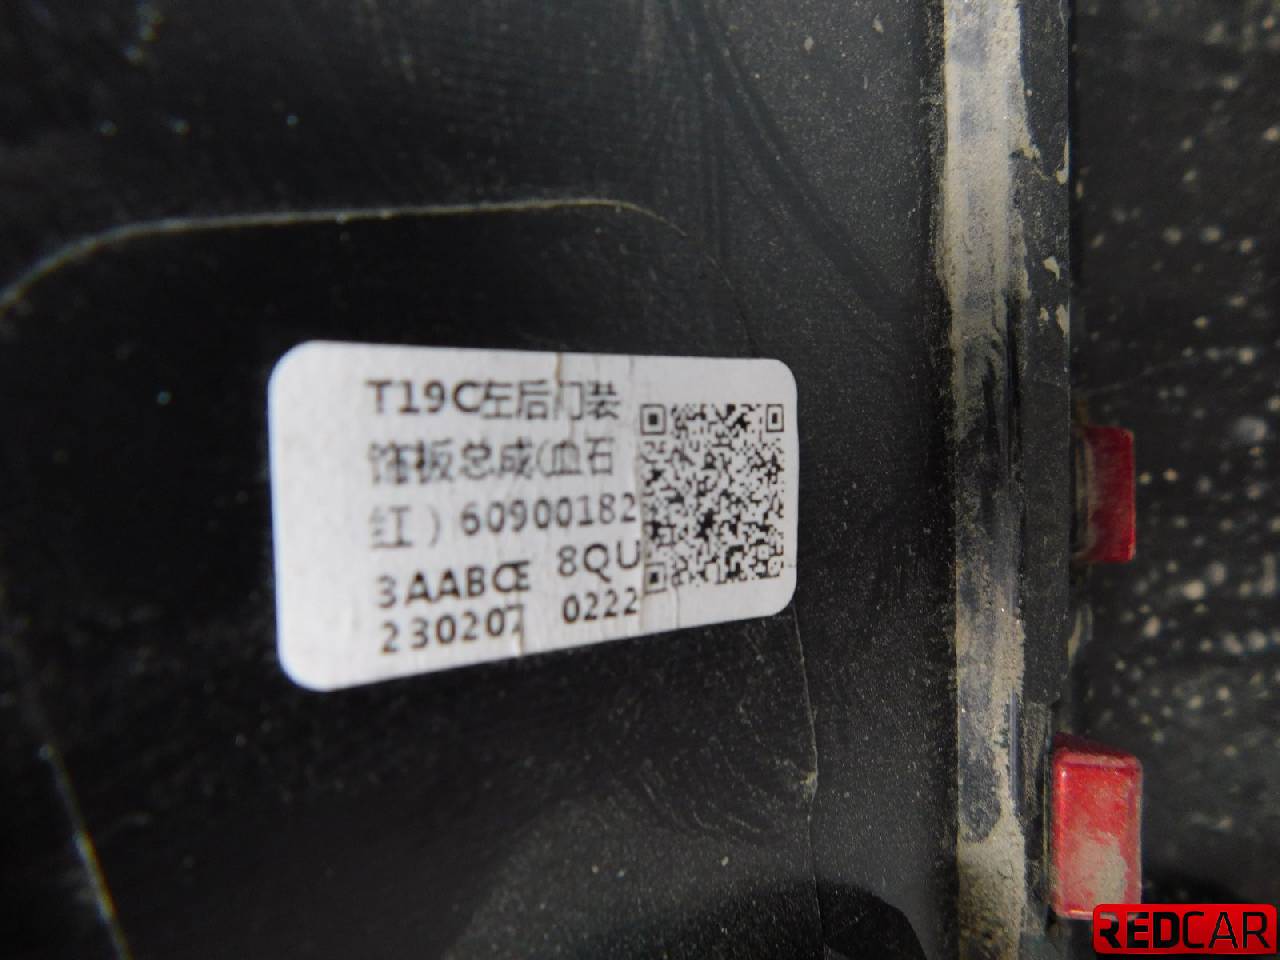 T19C左后门装
饰板总成(血石
红) 60900182
3AABCE 8QU
230207 0222
REDCAR